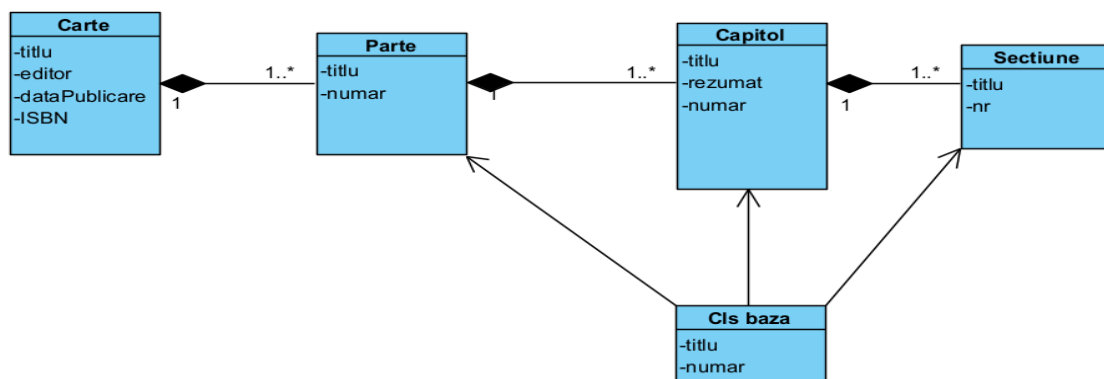 Carte
-titlu
-editor
-dataPublicare
-ISBN
1
1..*
Parte
-titlu
-numar
1
1..*
Capitol
-titlu
-rezumat
-numar
1
1..*
Sectiune
-titlu
-nr
Cls baza
-titlu
-numar